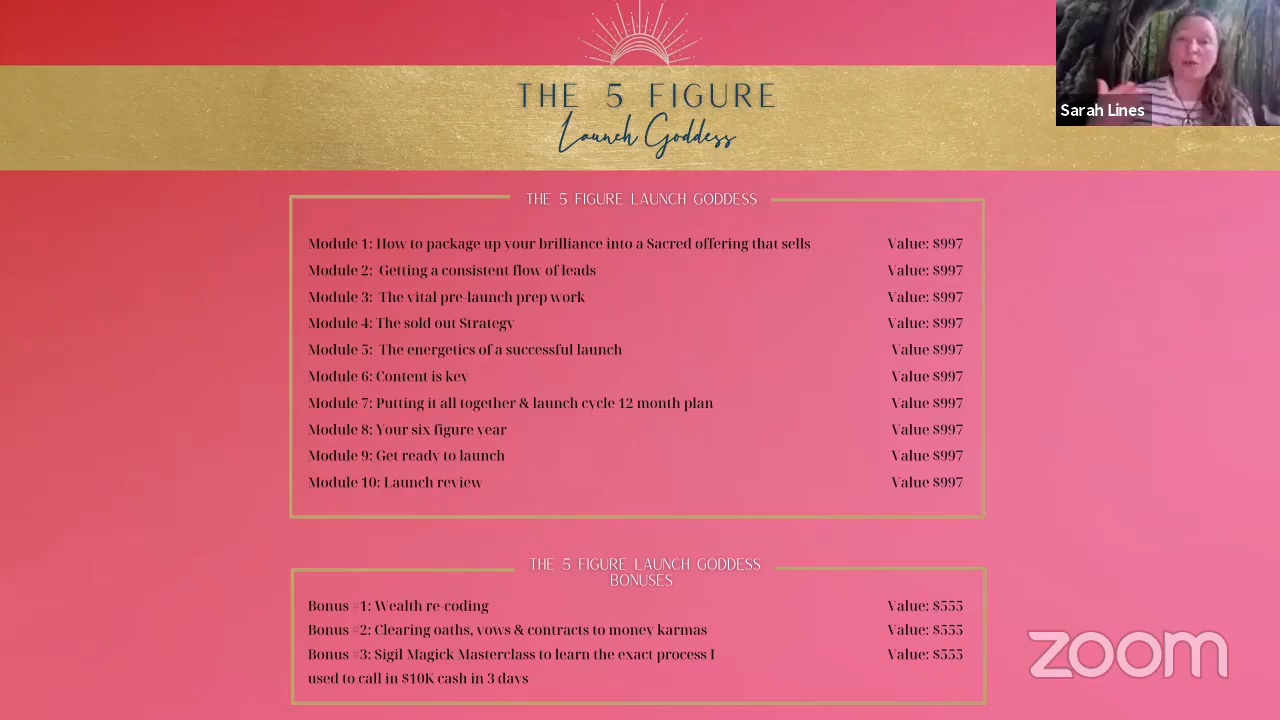 THE 5 FIGURE
Launch Goddess
Sarah Lines
THE 5 FIGURE LAUNCH GODDESS
Module 1: How to package up your brilliance into a Sacred offering that sells Value: $997
Module 2: Getting a consistent flow of leads Value: $997
Module 3: The vital pre-launch prep work Value: $997
Module 4: The sold out Strategy Value: $997
Module 5: The energetics of a successful launch Value $997
Module 6: Content is key Value $997
Module 7: Putting it all together & launch cycle 12 month plan Value $997
Module 8: Your six figure year Value $997
Module 9: Get ready to launch Value $997
Module 10: Launch review Value $997
THE 5 FIGURE LAUNCH GODDESS
BONUSES
Bonus #1: Wealth re-coding Value: $555
Bonus #2: Clearing oaths, vows & contracts to money karmas Value: $555
Bonus #3: Sigil Magick Masterclass to learn the exact process I Value: $555
used to call in $10K cash in 3 days
zoom